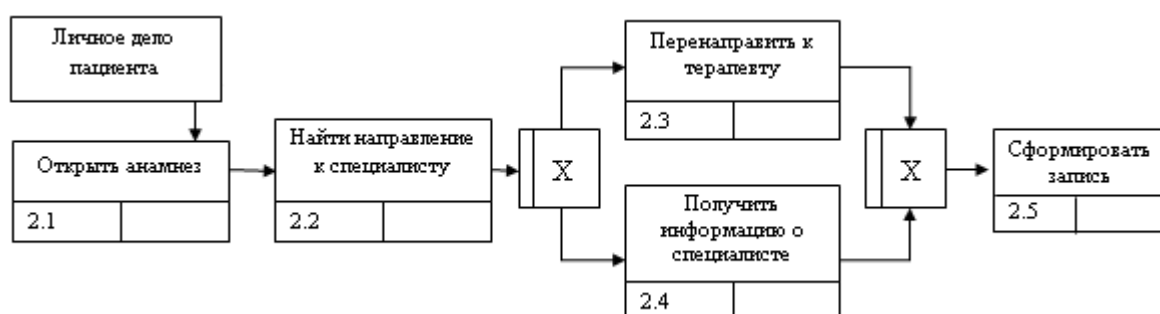 Личное дело
пациента
Открыть анамнез
2.1
Найти направление
к специалисту
2.2
X
Перенаправить к
терапевту
2.3
Получить
информацию о
специалисте
2.4
X
Сформировать
запись
2.5